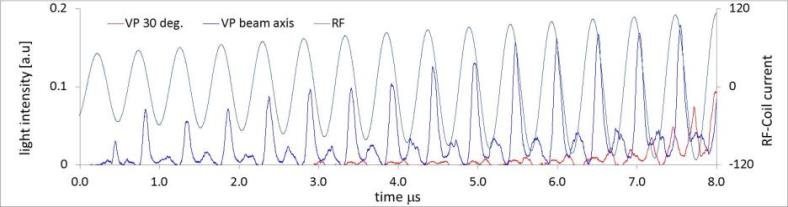 VP 30 deg. VP beam axis RF
light intensity [a.u]
0.2
0.1
0
RF-Coil current
120
0
-120
0.0 1.0 2.0 3.0 4.0 5.0 6.0 7.0 8.0
time µs